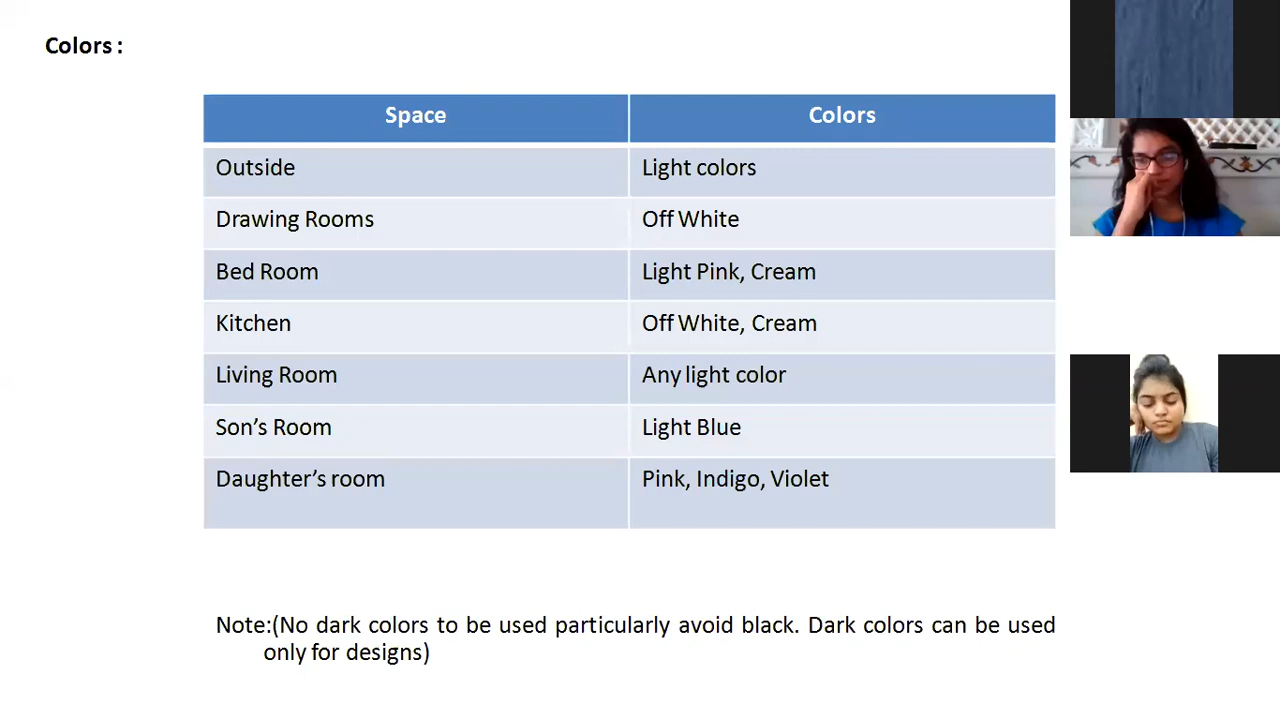 Colors :
Space Colors
Outside Light colors
Drawing Rooms Off White
Bed Room Light Pink, Cream
Kitchen Off White, Cream
Living Room Any light color
Son’s Room Light Blue
Daughter’s room Pink, Indigo, Violet
Note:(No dark colors to be used particularly avoid black. Dark colors can be used
only for designs)